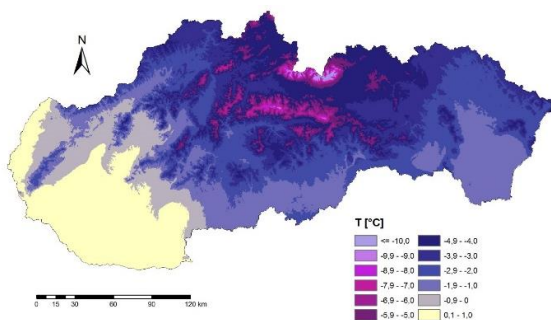 N
T [°C]
<= -10,0
-9,9 - -9,0
-8,9 - -8,0
-7,9 - -7,0
-6,9 - -6,0
-5,9 - -5,0
-4,9 - -4,0
-3,9 - -3,0
-2,9 - -2,0
-1,9 - -1,0
-0,9 - 0
0,1 - 1,0
0 15 30 60 90 120 km